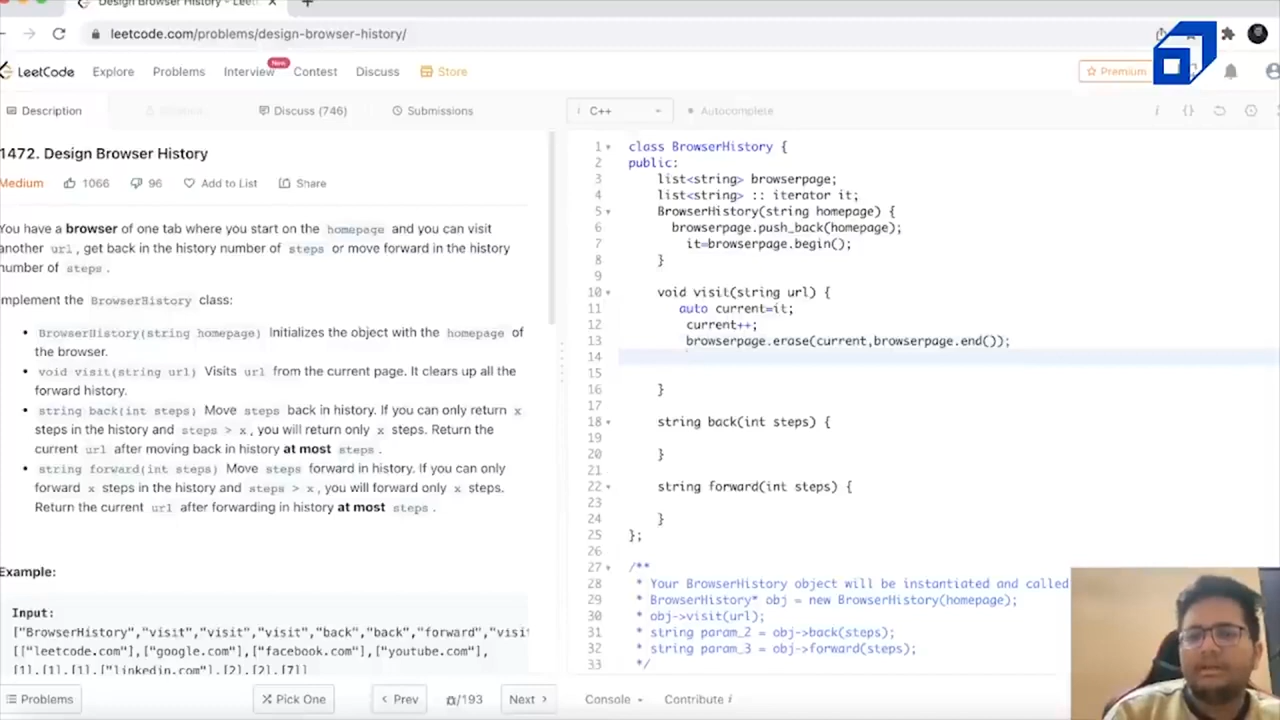 Design Browser History - Leet
leetcode.com/problems/design-browser-history/
LeetCode Explore Problems Interview New Contest Discuss Store Premium
Description Discuss (746) Submissions
C++ Autocomplete
1472. Design Browser History
Medium 1066 96 Add to List Share
You have a browser of one tab where you start on the homepage and you can visit
another url, get back in the history number of steps or move forward in the history
number of steps.
mplement the BrowserHistory class:
BrowserHistory(string homepage) Initializes the object with the homepage of
the browser.
void visit(string url) Visits url from the current page. It clears up all the
forward history.
string back(int steps) Move steps back in history. If you can only return x
steps in the history and steps > x, you will return only x steps. Return the
current url after moving back in history at most steps.
string forward(int steps) Move steps forward in history. If you can only
forward x steps in the history and steps > x, you will forward only x steps.
Return the current url after forwarding in history at most steps.
Example:
Input:
["BrowserHistory","visit","visit","visit","back","back","forward","visit
[["leetcode.com"],["google.com"],["facebook.com"],["youtube.com"],
[1],[1],[1],["linkedin.com"],[2],[2],[7]]
1 class BrowserHistory {
2 public:
3 list<string> browserpage;
4 list<string> :: iterator it;
5 BrowserHistory(string homepage) {
6 browserpage.push_back(homepage);
7 it=browserpage.begin();
8 }
9
10 void visit(string url) {
11 auto current=it;
12 current++;
13 browserpage.erase(current,browserpage.end());
14
15
16 }
17
18 string back(int steps) {
19
20 }
21
22 string forward(int steps) {
23
24 }
25 };
26
27 /**
28 * Your BrowserHistory object will be instantiated and called
29 * BrowserHistory* obj = new BrowserHistory(homepage);
30 * obj->visit(url);
31 * string param_2 = obj->back(steps);
32 * string param_3 = obj->forward(steps);
33 */
Problems Pick One Prev /193 Next Console Contribute i